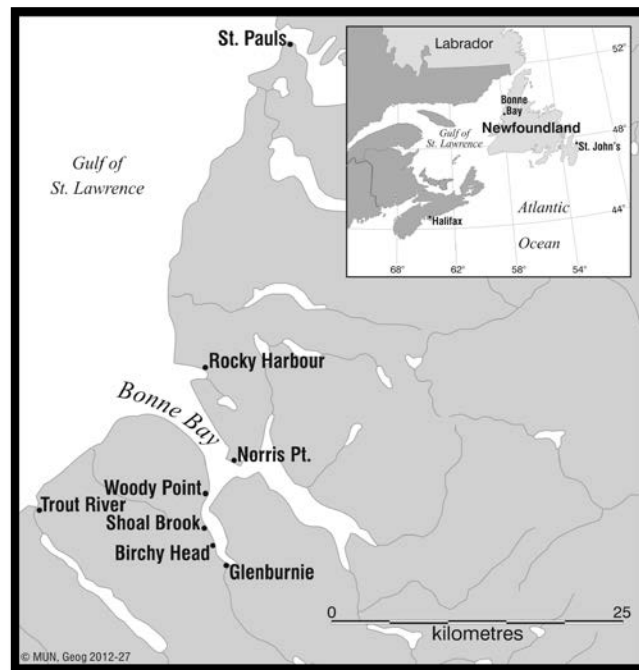 St. Pauls
Gulf of
St. Lawrence
Rocky Harbour
Bonne Bay
Norris Pt.
Woody Point
Trout River
Shoal Brook
Birchy Head
Glenburnie
0
25
kilometres
© MUN, Geog 2012-27
Labrador
52°
Bonne
Bay
Gulf of
St. Lawrence
Newfoundland
48°
St. John's
Atlantic
44°
Halifax
Ocean
68°
62°
58°
54°